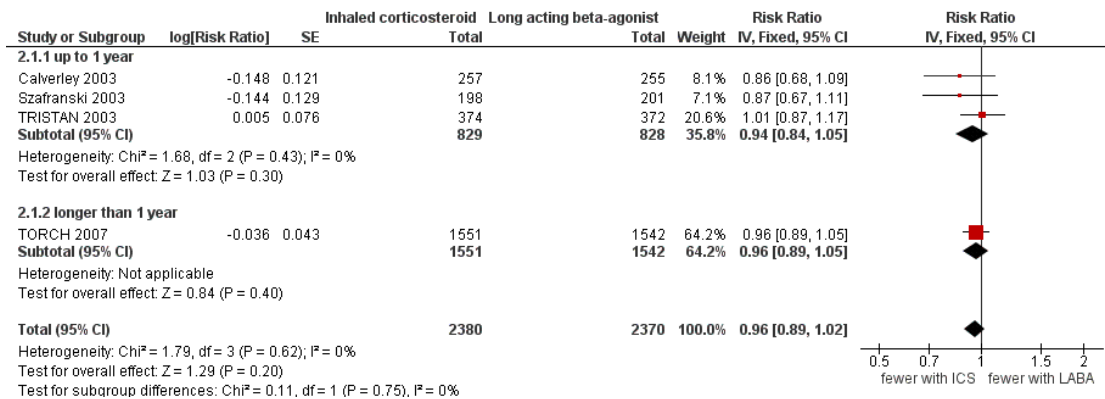 Inhaled corticosteroid Long acting beta-agonist Risk Ratio Risk Ratio
Study or Subgroup log[Risk Ratio] SE Total Total Weight IV, Fixed, 95% CI IV, Fixed, 95% CI
2.1.1 up to 1 year
Calverley 2003 -0.148 0.121 257 255 8.1% 0.86 [0.68, 1.09]
Szafranski 2003 -0.144 0.129 198 201 7.1% 0.87 [0.67, 1.11]
TRISTAN 2003 0.005 0.076 374 372 20.6% 1.01 [0.87, 1.17]
Subtotal (95% CI) 829 828 35.8% 0.94 [0.84, 1.05]
Heterogeneity: Chi² = 1.68, df = 2 (P = 0.43); I² = 0%
Test for overall effect: Z = 1.03 (P = 0.30)
2.1.2 longer than 1 year
TORCH 2007 -0.036 0.043 1551 1542 64.2% 0.96 [0.89, 1.05]
Subtotal (95% CI) 1551 1542 64.2% 0.96 [0.89, 1.05]
Heterogeneity: Not applicable
Test for overall effect: Z = 0.84 (P = 0.40)
Total (95% CI) 2380 2370 100.0% 0.96 [0.89, 1.02]
Heterogeneity: Chi² = 1.79, df = 3 (P = 0.62); I² = 0%
Test for overall effect: Z = 1.29 (P = 0.20)
Test for subgroup differences: Chi² = 0.11, df = 1 (P = 0.75), I² = 0%
0.5 0.7 1 1.5 2
fewer with ICS fewer with LABA